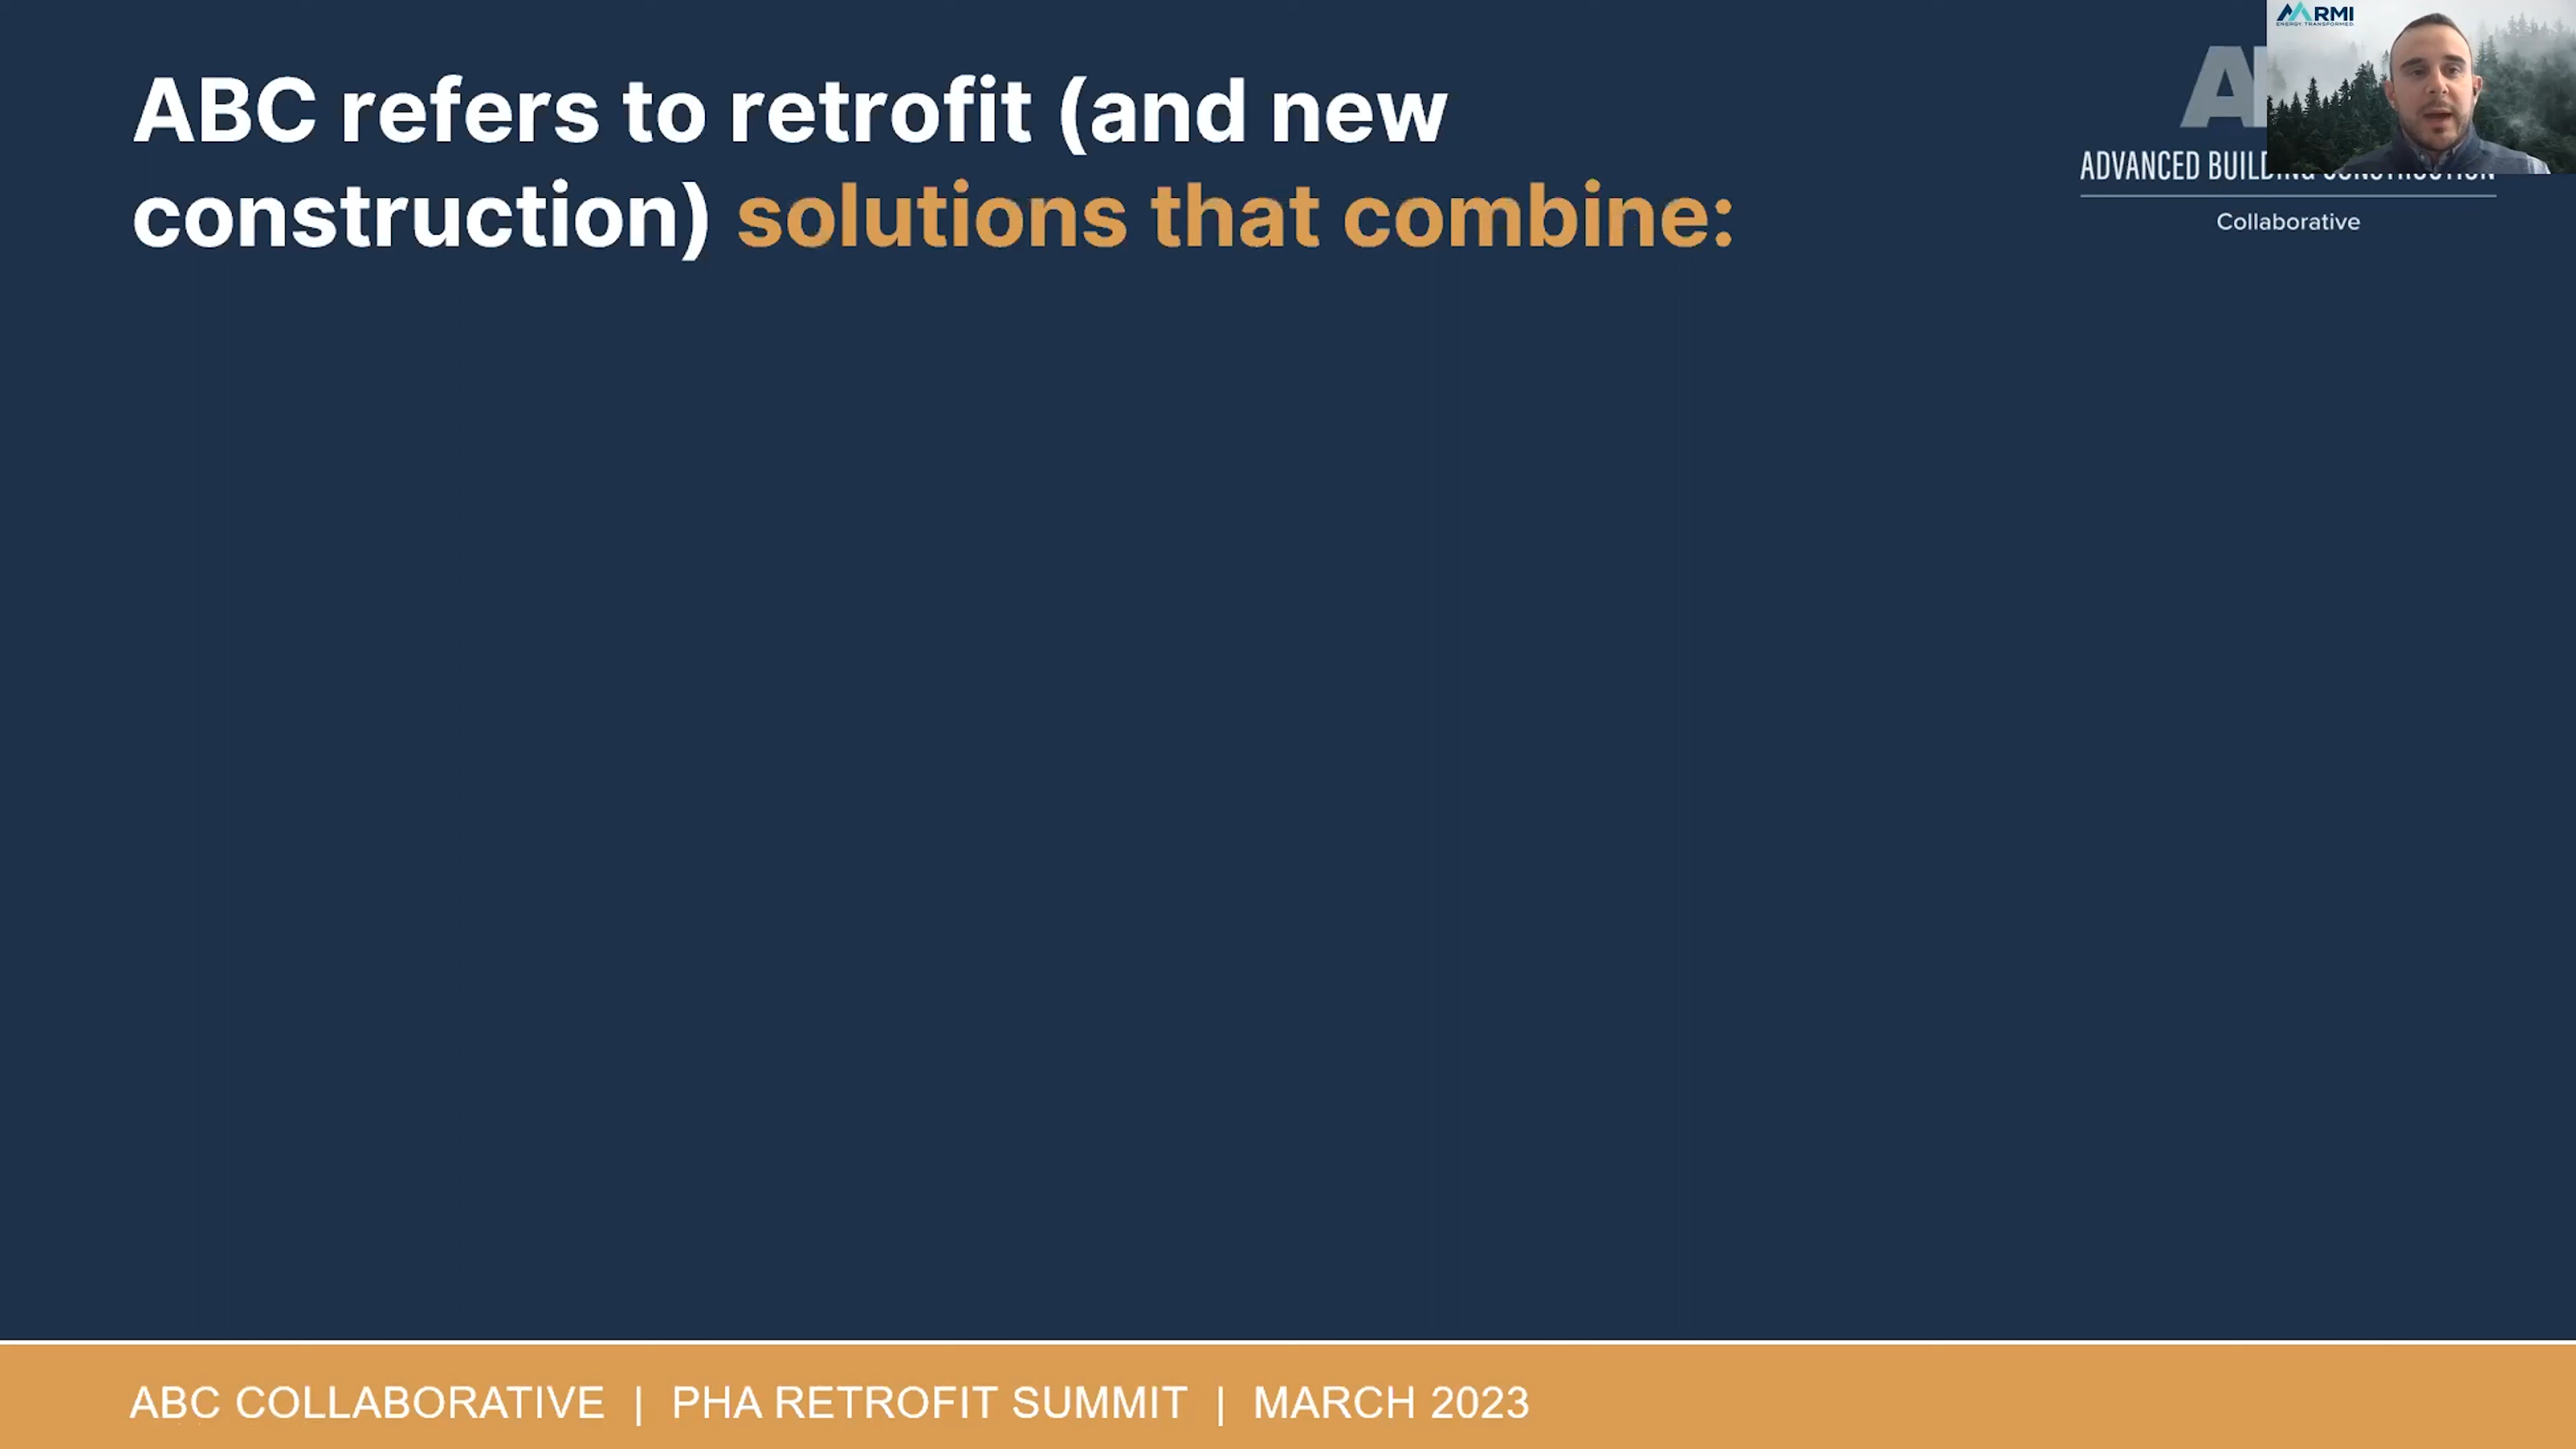 RMI
ENERGY TRANSFORMED
ABC refers to retrofit (and new
construction) solutions that combine:
ADVANCED BUILDING CONSTRUCTION
Collaborative
ABC COLLABORATIVE | PHA RETROFIT SUMMIT | MARCH 2023